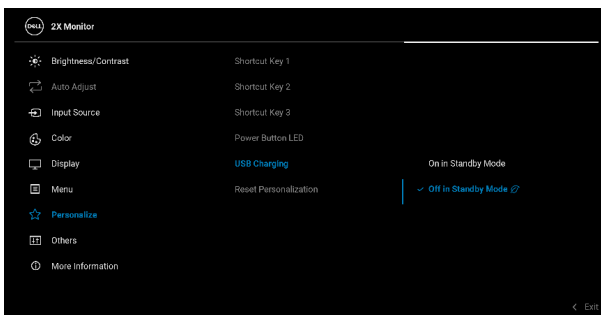 DELL 2X Monitor
Brightness/Contrast
Auto Adjust
Input Source
Color
Display
Menu
Personalize
Others
More Information
Shortcut Key 1
Shortcut Key 2
Shortcut Key 3
Power Button LED
USB Charging
Reset Personalization
On in Standby Mode
Off in Standby Mode
Exit